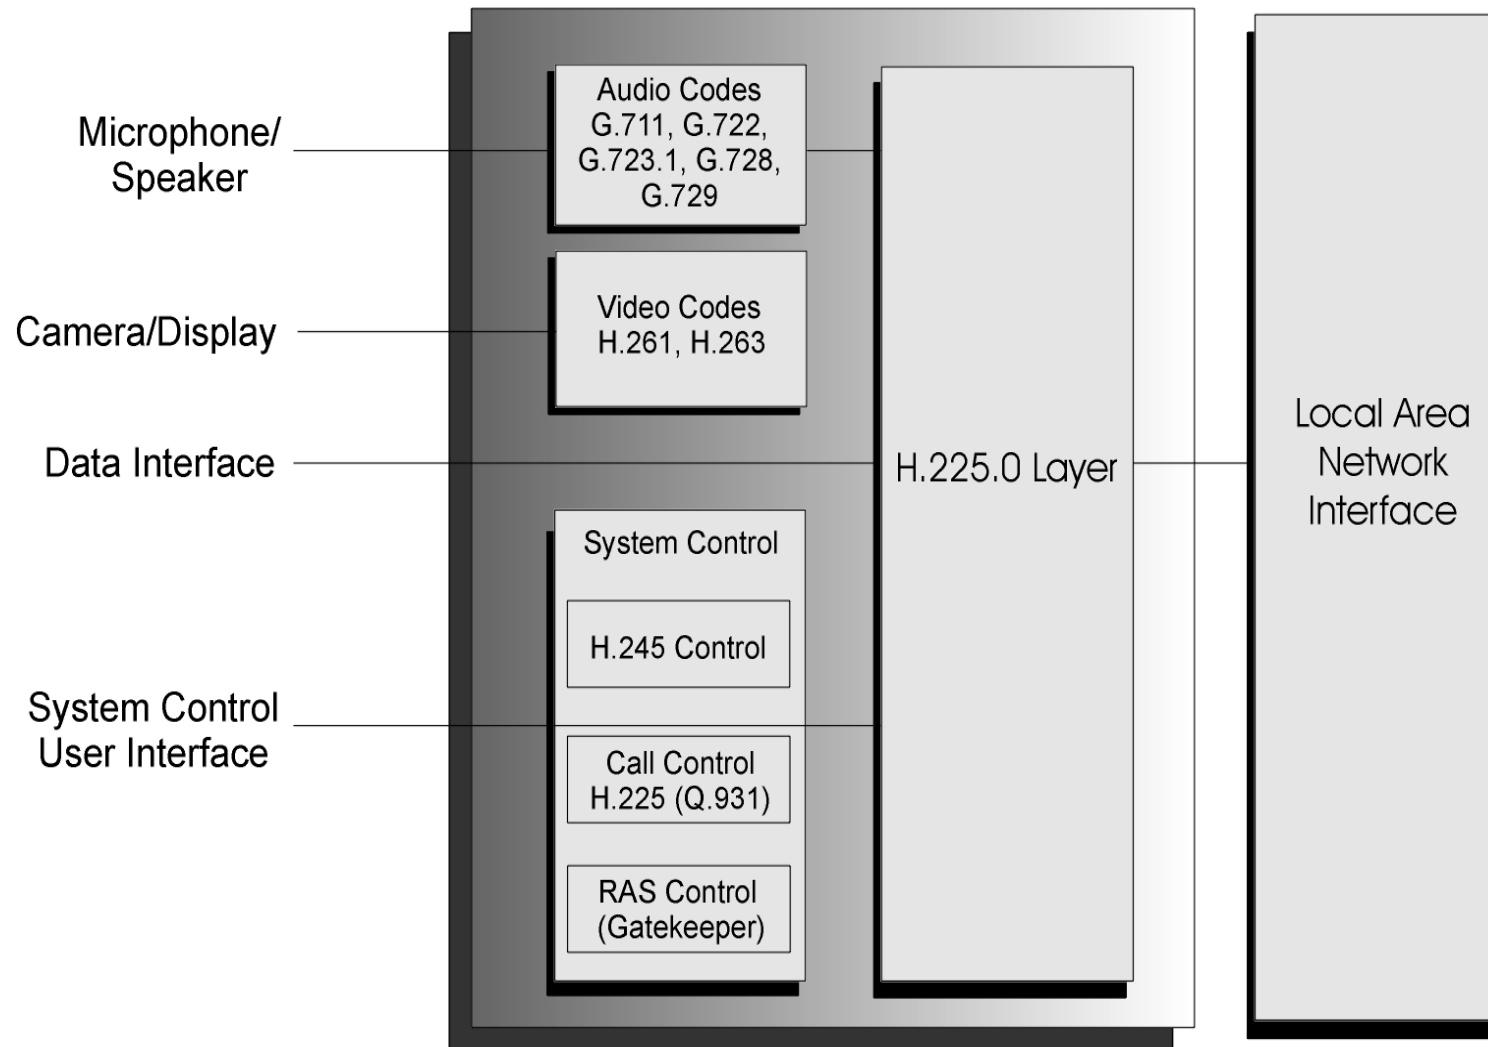 Microphone/
Speaker
Camera/Display
Data Interface
System Control
User Interface
Audio Codes
G.711, G.722,
G.723.1, G.728,
G.729
Video Codes
H.261, H.263
System Control
H.245 Control
Call Control
H.225 (Q.931)
RAS Control
(Gatekeeper)
H.225.0 Layer
Local Area
Network
Interface